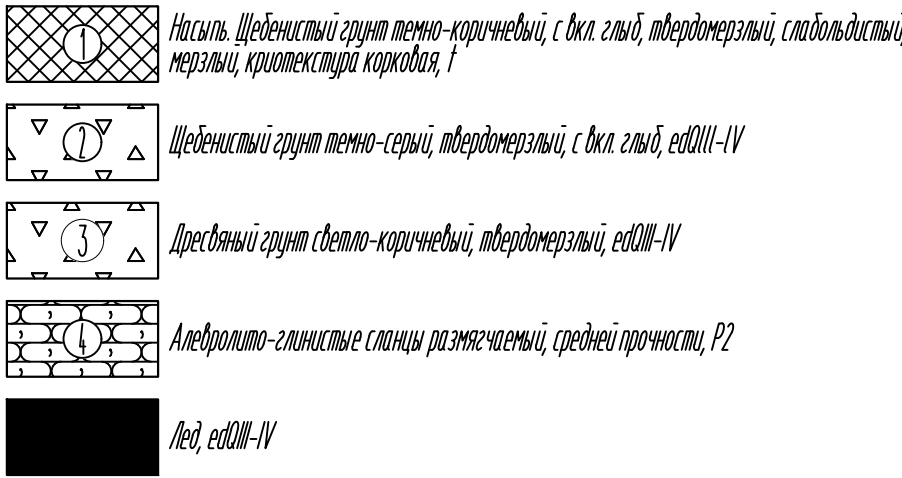 1
Насыпь. Щебенистый грунт темно-коричневый, с вкл. глыб, твердомерзлый, слабольдистый,
мерзлый, криотекстура корковая, t
2
Щебенистый грунт темно-серый, твердомерзлый, с вкл. глыб, edQIII-IV
3
Дресвяный грунт светло-коричневый, твердомерзлый, edQIII-IV
4
Алевролито-глинистые сланцы размягчаемый, средней прочности, P2
Лед, edQIII-IV